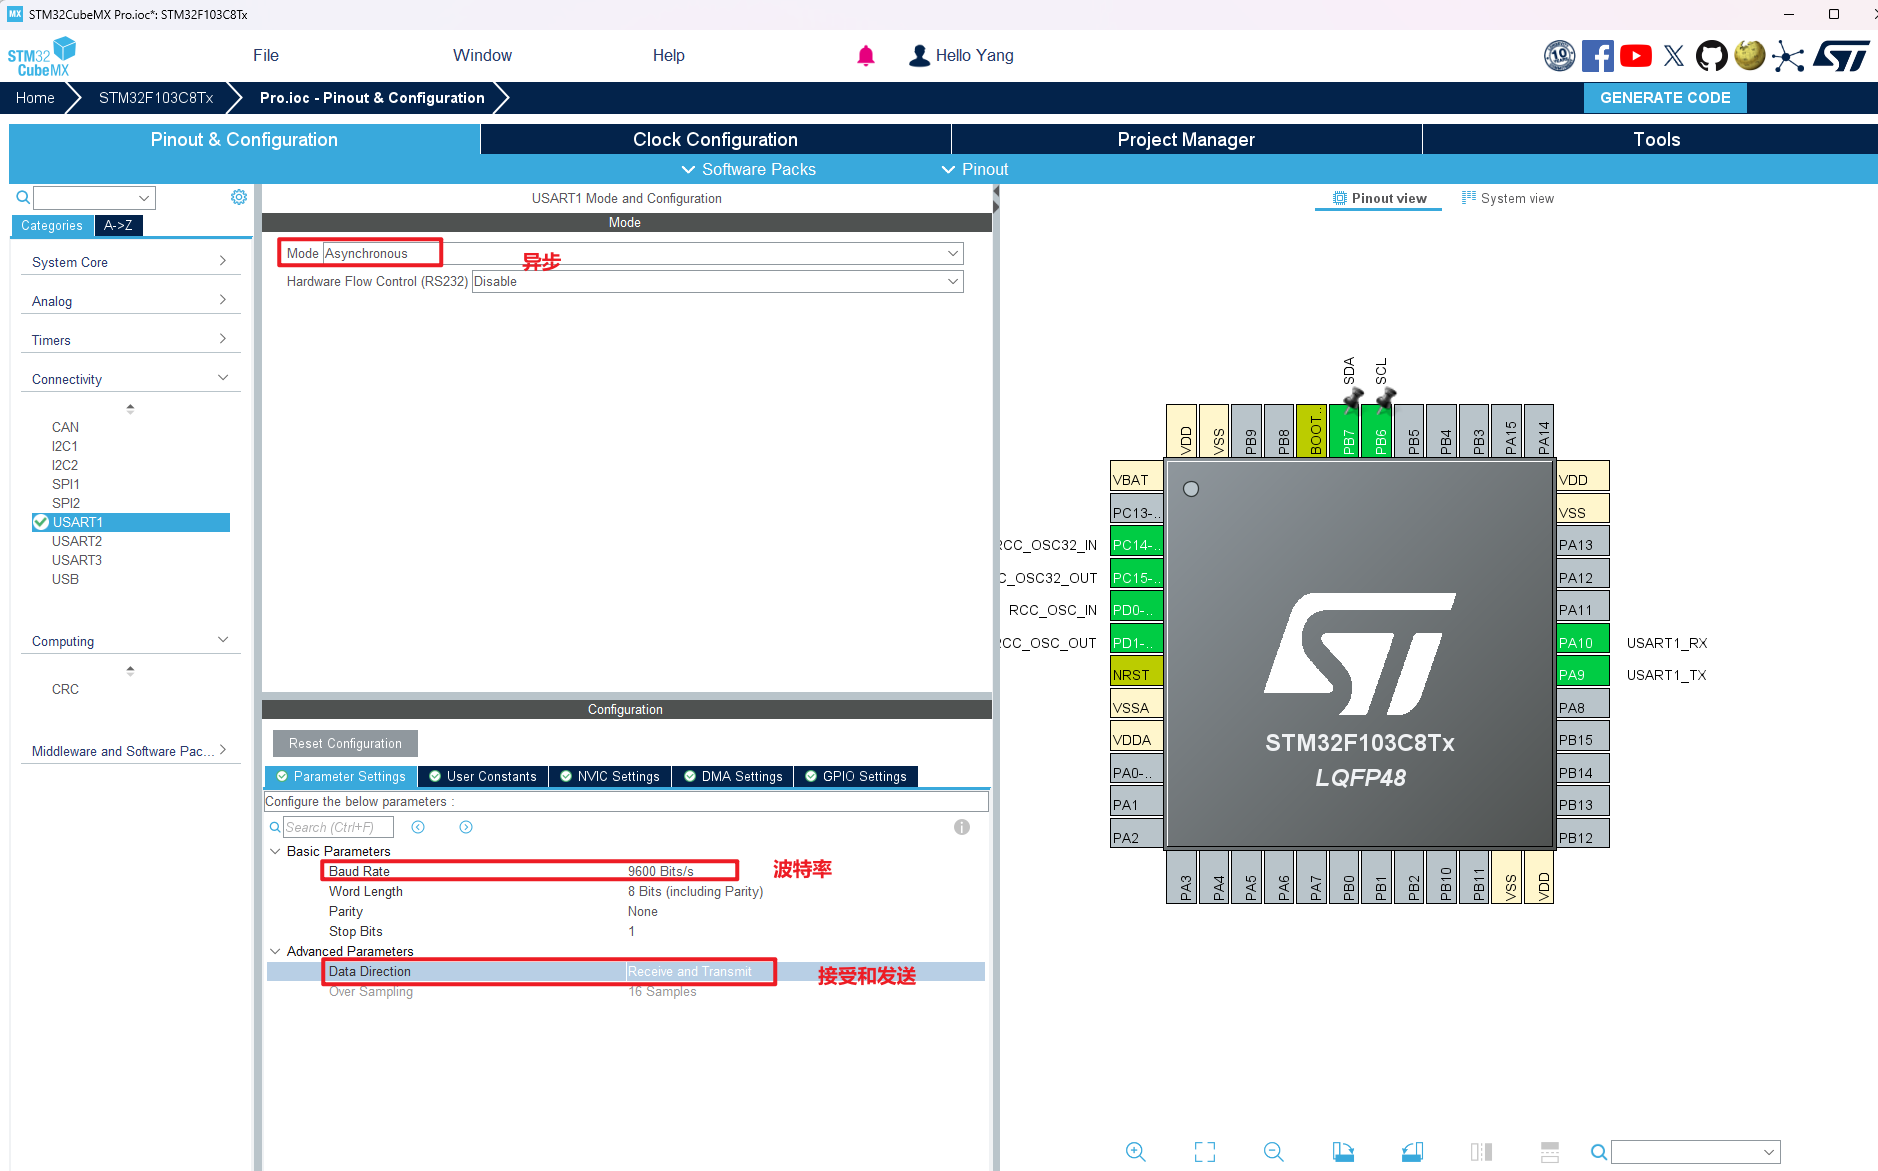 MX STM32CubeMX Pro.ioc*: STM32F103C8Tx
STM32 CubeMX
File Window Help Hello Yang
Home STM32F103C8Tx Pro.ioc - Pinout & Configuration GENERATE CODE
Pinout & Configuration Clock Configuration Project Manager Tools
Software Packs Pinout
Categories A->Z
System Core
Analog
Timers
Connectivity
CAN
I2C1
I2C2
SPI1
SPI2
USART1
USART2
USART3
USB
Computing
CRC
Middleware and Software Pac...
USART1 Mode and Configuration
Mode
Mode Asynchronous
异步
Hardware Flow Control (RS232) Disable
Configuration
Reset Configuration
Parameter Settings User Constants NVIC Settings DMA Settings GPIO Settings
Configure the below parameters :
Search (Ctrl+F)
Basic Parameters
Baud Rate 9600 Bits/s
波特率
Word Length 8 Bits (including Parity)
Parity None
Stop Bits 1
Advanced Parameters
Data Direction Receive and Transmit
接受和发送
Over Sampling 16 Samples
Pinout view System view
SDA SCL
VDD VSS PB9 PB8 BOOT.. PB7 PB6 PB5 PB4 PB3 PA15 PA14
VBAT
PC13-..
RCC_OSC32_IN PC14-..
C_OSC32_OUT PC15-..
RCC_OSC_IN PD0-..
RCC_OSC_OUT PD1-..
NRST
VSSA
VDDA
PA0-..
PA1
PA2
STM32F103C8Tx
LQFP48
VDD
VSS
PA13
PA12
PA11
PA10 USART1_RX
PA9 USART1_TX
PA8
PB15
PB14
PB13
PB12
PA3 PA4 PA5 PA6 PA7 PB0 PB1 PB2 PB10 PB11 VSS VDD